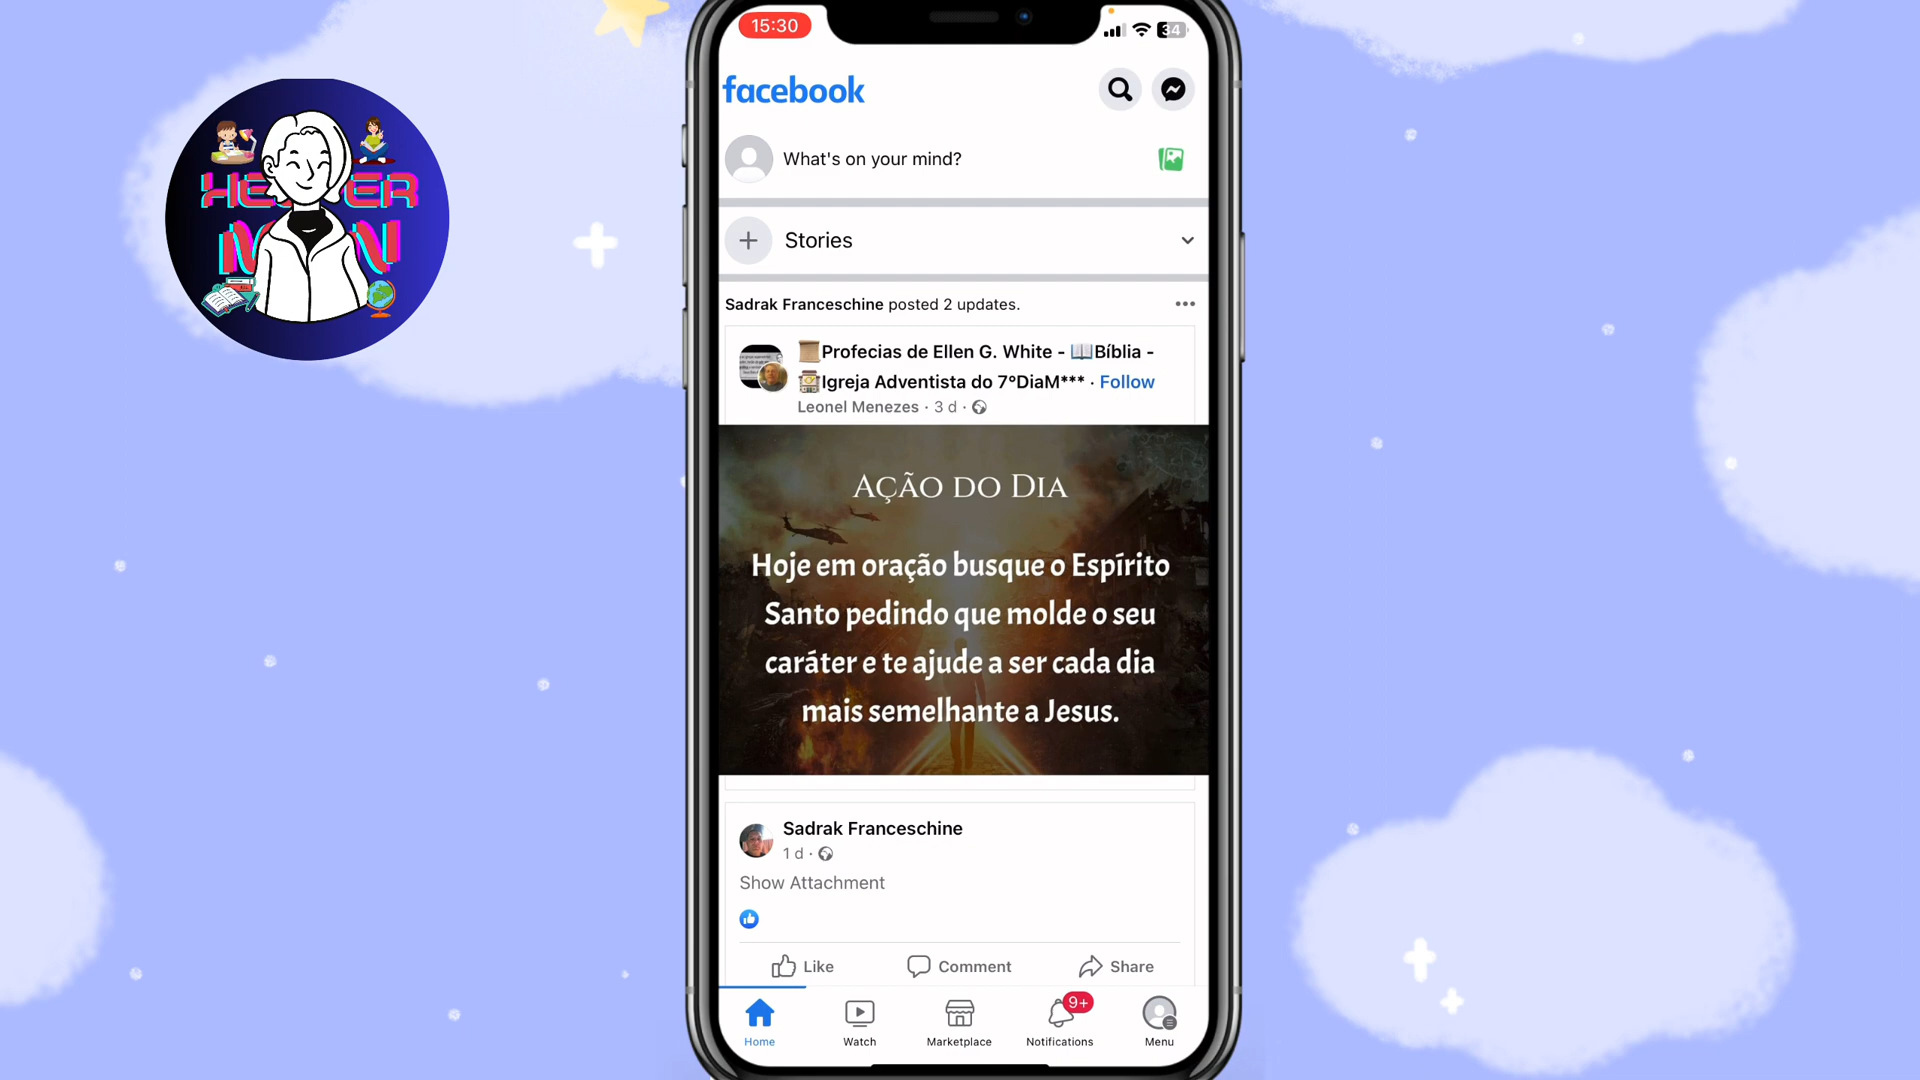 15:30
34
facebook
What's on your mind?
Stories
Sadrak Franceschine posted 2 updates.
Profecias de Ellen G. White - 📖Bíblia -
Igreja Adventista do 7°DiaM*** · Follow
Leonel Menezes · 3 d ·
Ação do Dia
Hoje em oração busque o Espírito
Santo pedindo que molde o seu
caráter e te ajude a ser cada dia
mais semelhante a Jesus.
Sadrak Franceschine
1 d ·
Show Attachment
Like Comment Share
9+
Home Watch Marketplace Notifications Menu